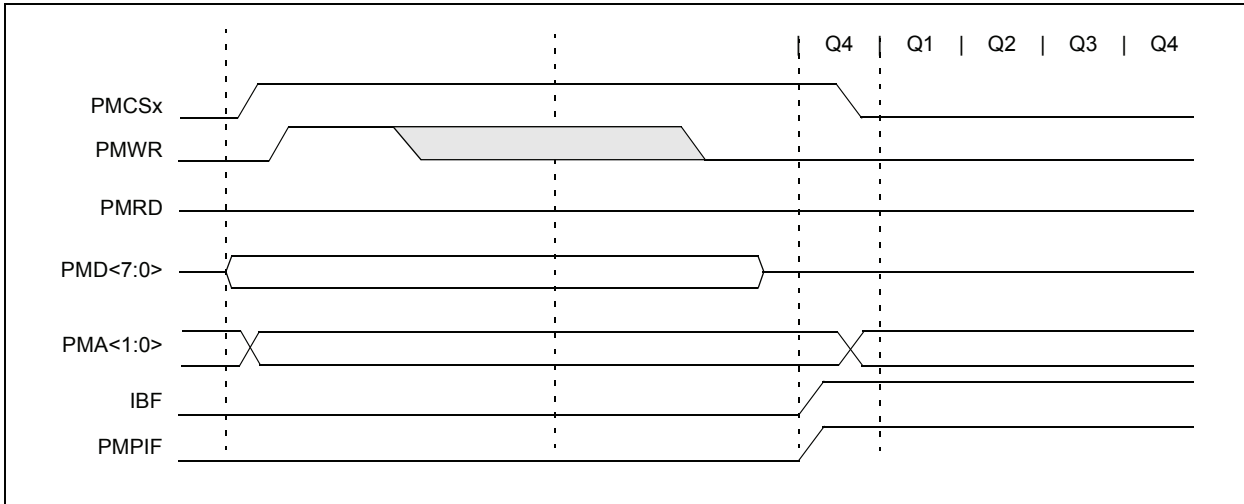 | Q4 | Q1 | Q2 | Q3 | Q4
PMCSx
PMWR
PMRD
PMD<7:0>
PMA<1:0>
IBF
PMPIF